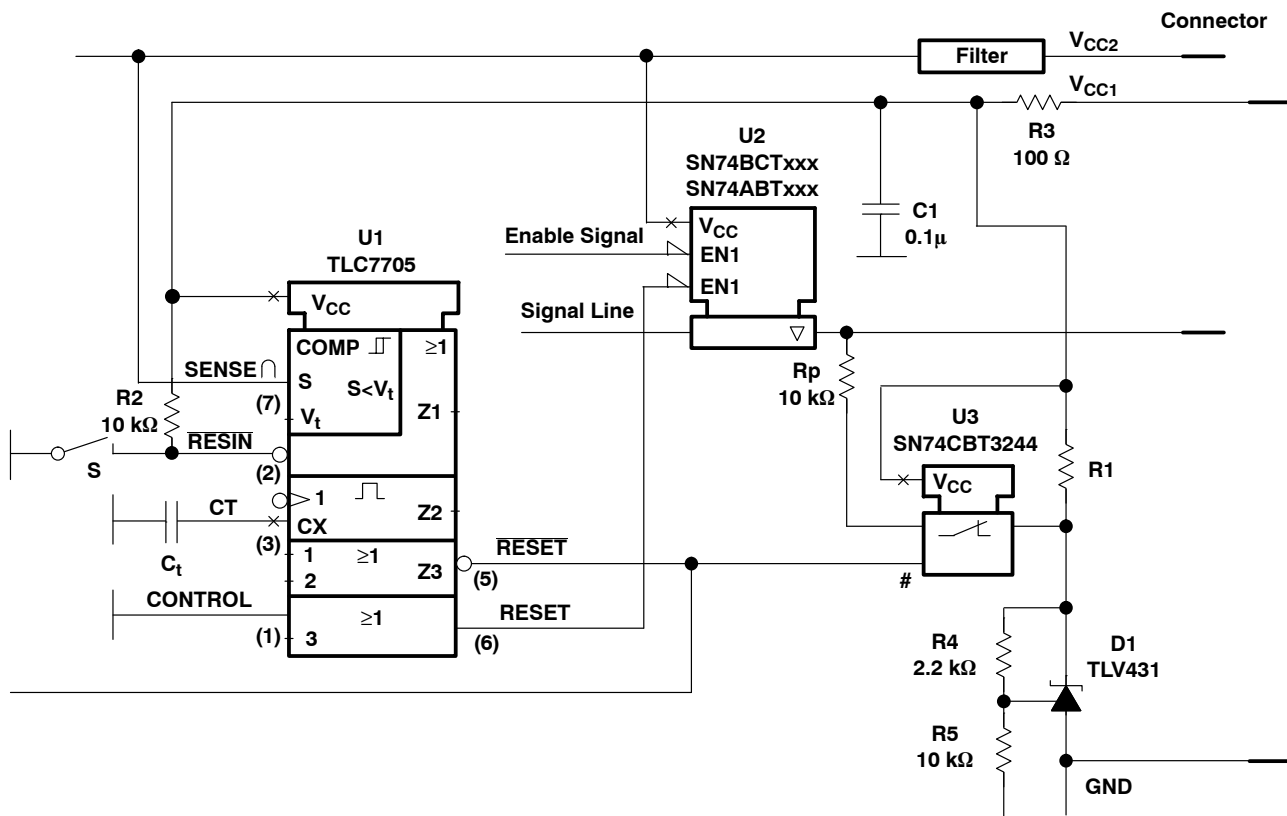 Connector
Filter
VCC2
VCC1
R3
100 Ω
U2
SN74BCTxxx
SN74ABTxxx
C1
0.1μ
VCC
Enable Signal
EN1
EN1
U1
TLC7705
VCC
Signal Line
▽
COMP
≥1
SENSE
S
S<Vt
Rp
10 kΩ
R2
10 kΩ
(7)
Vt
Z1
U3
SN74CBT3244
RESIN
R1
S
(2)
VCC
1
CT
CX
Z2
Ct
(3)
1
≥1
Z3
RESET
2
(5)
#
CONTROL
≥1
RESET
(1)
3
(6)
R4
2.2 kΩ
D1
TLV431
R5
10 kΩ
GND